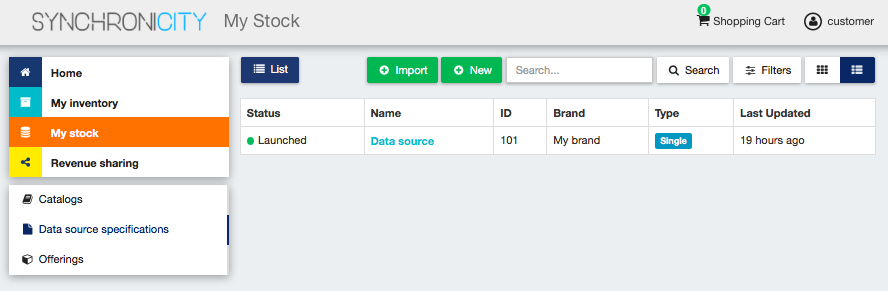 SYNCHRONICITY My Stock 0 Shopping Cart customer
Home
My inventory
My stock
Revenue sharing
Catalogs
Data source specifications
Offerings
List Import New Search... Search Filters
Status Name ID Brand Type Last Updated
Launched Data source 101 My brand Single 19 hours ago